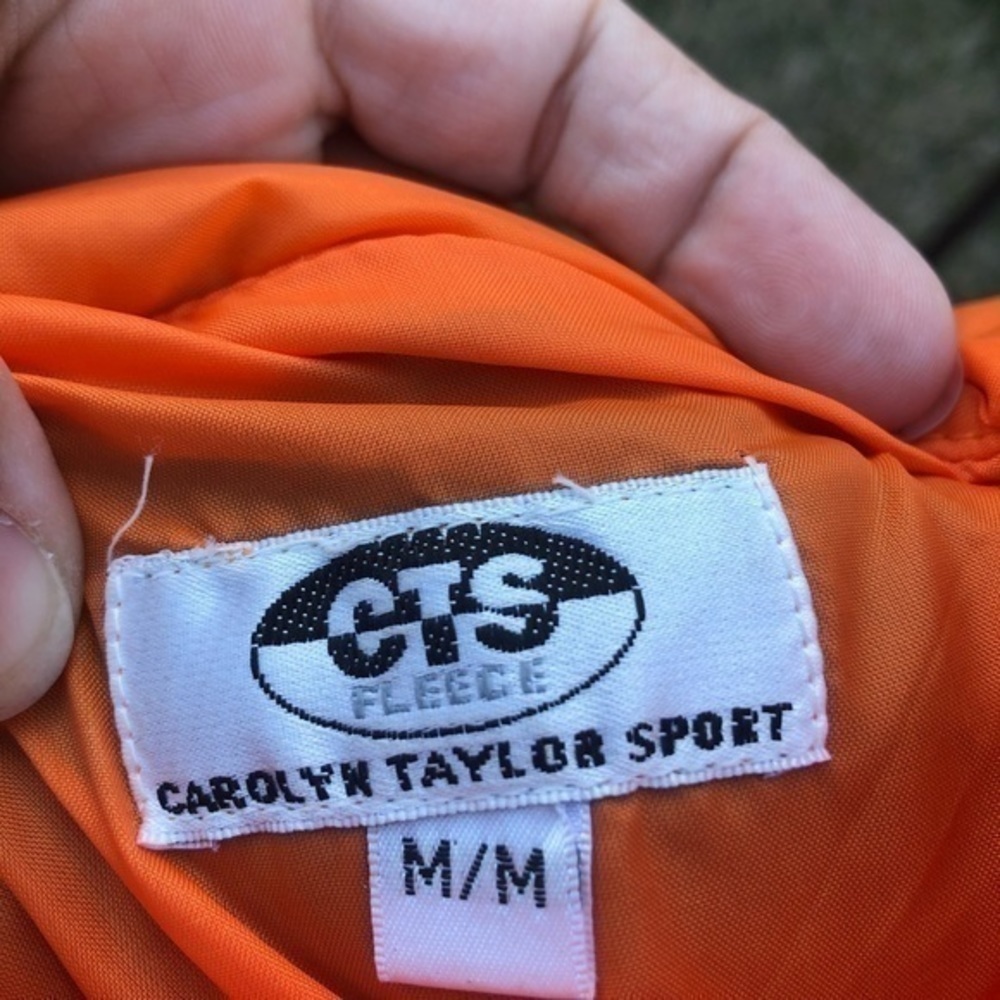 CTS
FLEECE
CAROLYN TAYLOR SPORT
M/M